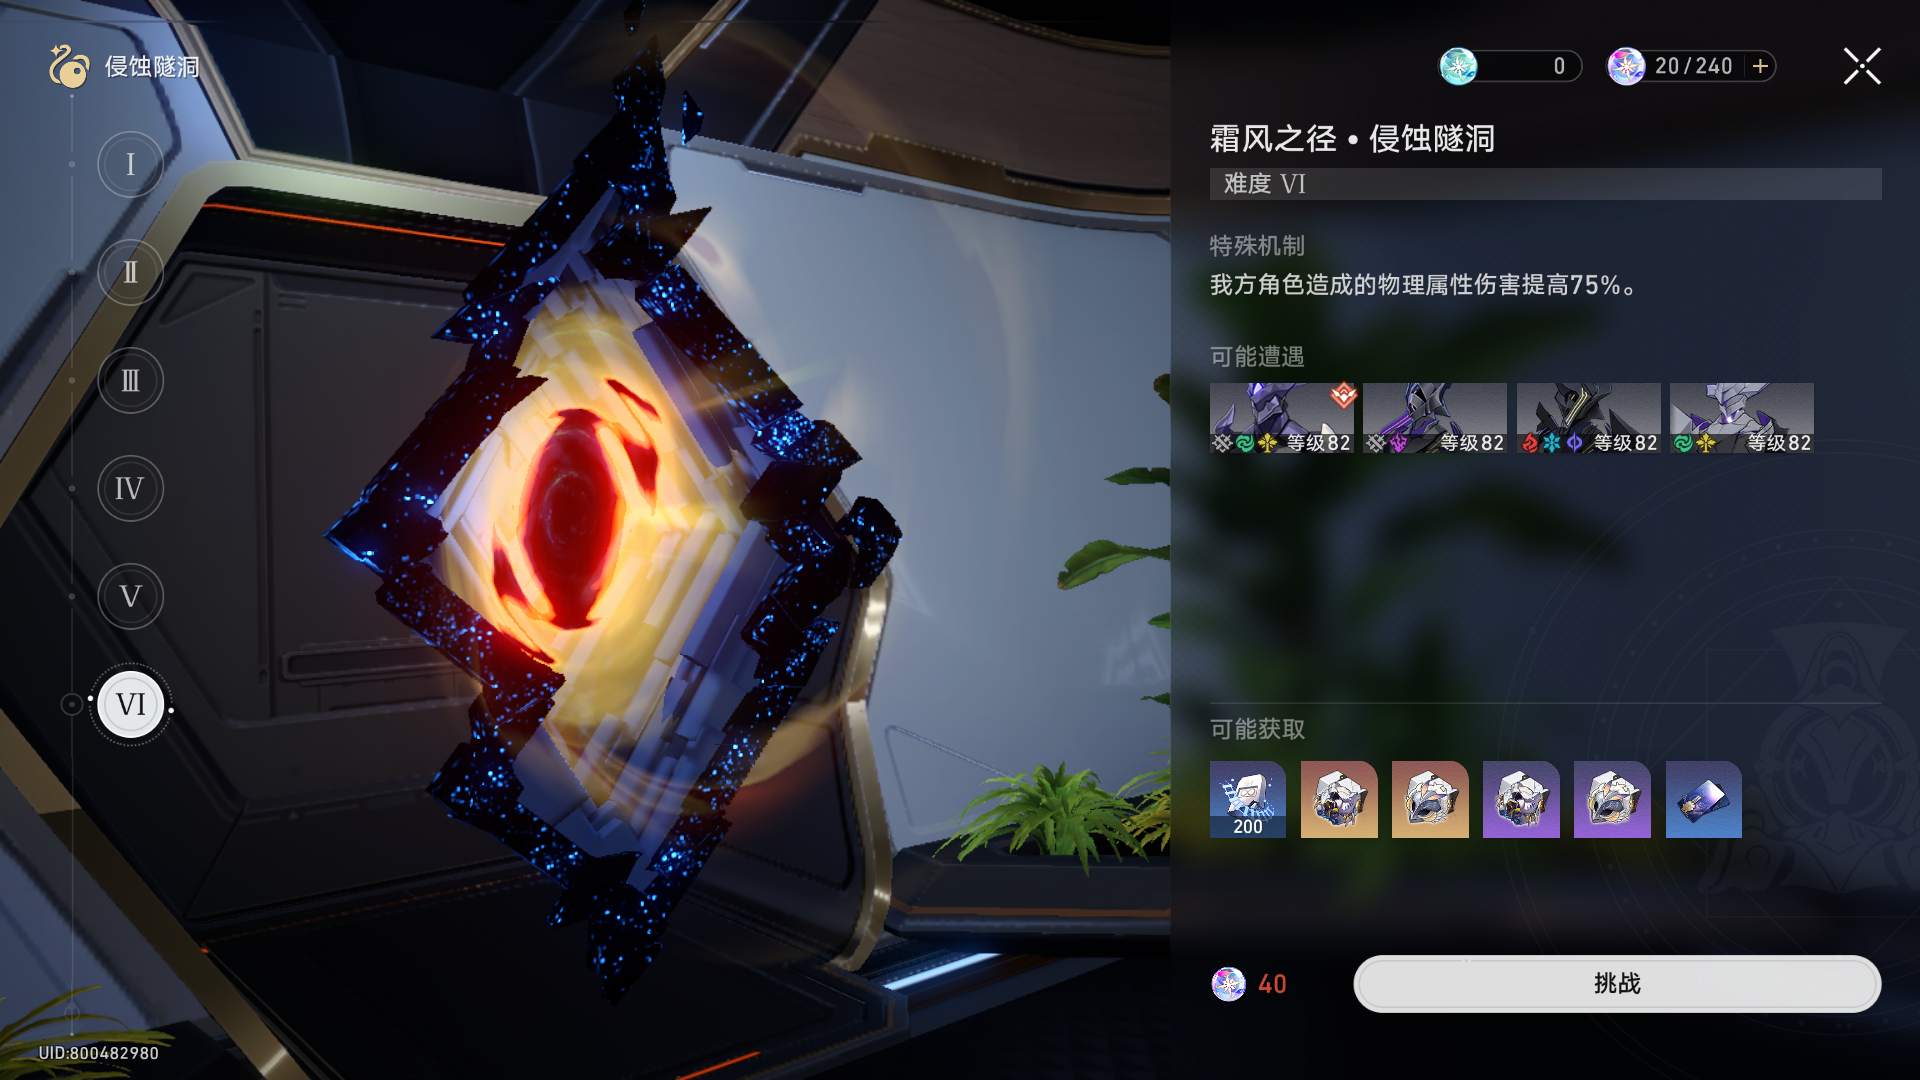 侵蚀隧洞
I
II
III
IV
V
VI
0
20/240
霜风之径•侵蚀隧洞
难度 VI
特殊机制
我方角色造成的物理属性伤害提高75%。
可能遭遇
等级82
等级82
等级82
等级82
可能获取
200
40
挑战
UID:800482980